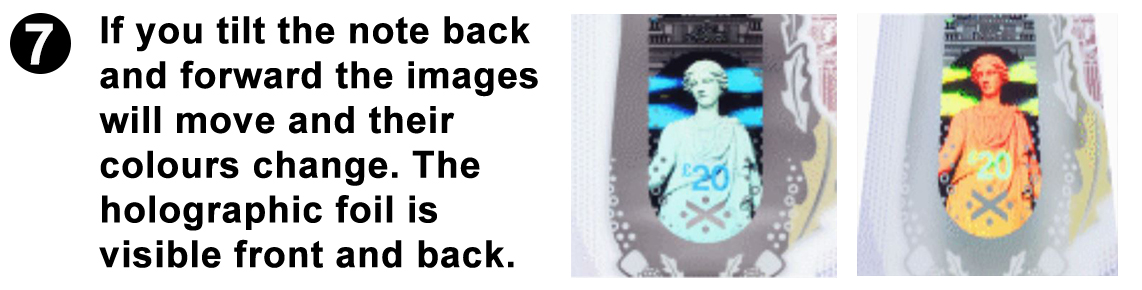 7
If you tilt the note back
and forward the images
will move and their
colours change. The
holographic foil is
visible front and back.
£20
£20